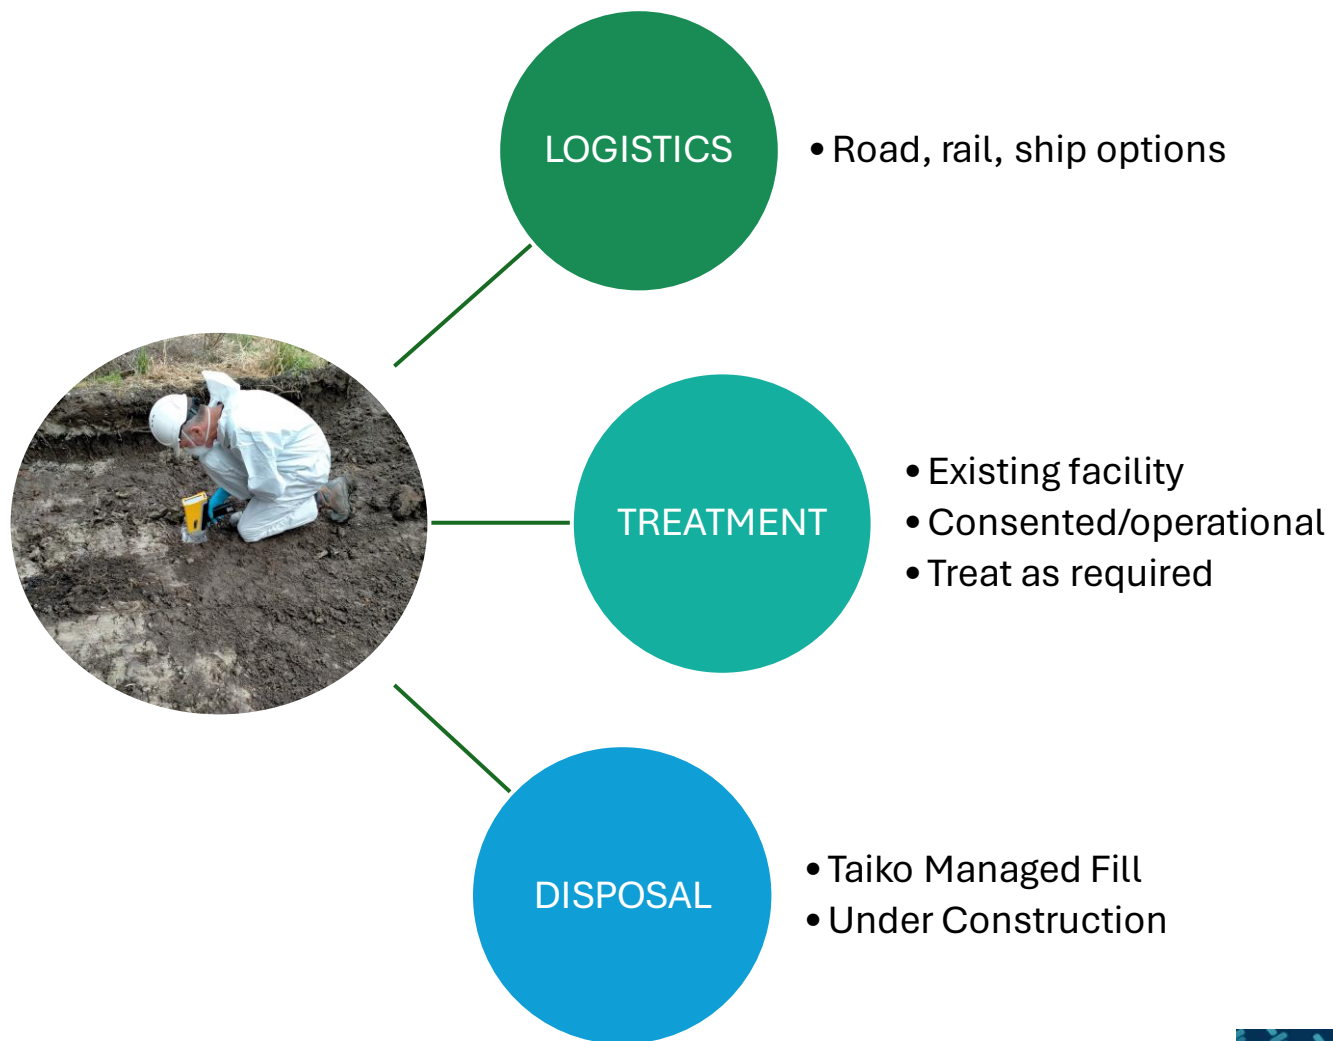 LOGISTICS
• Road, rail, ship options
TREATMENT
• Existing facility
• Consented/operational
• Treat as required
DISPOSAL
• Taiko Managed Fill
• Under Construction